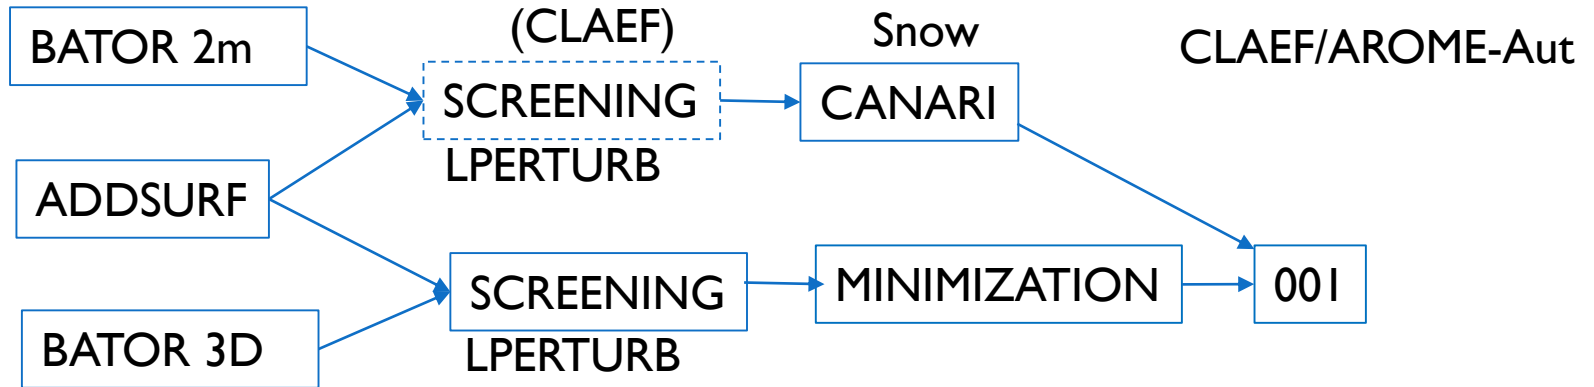 (CLAEF)
Snow
CLAEF/AROME-Aut
BATOR 2m
SCREENING
CANARI
LPERTURB
ADDSURF
SCREENING
MINIMIZATION
001
BATOR 3D
LPERTURB